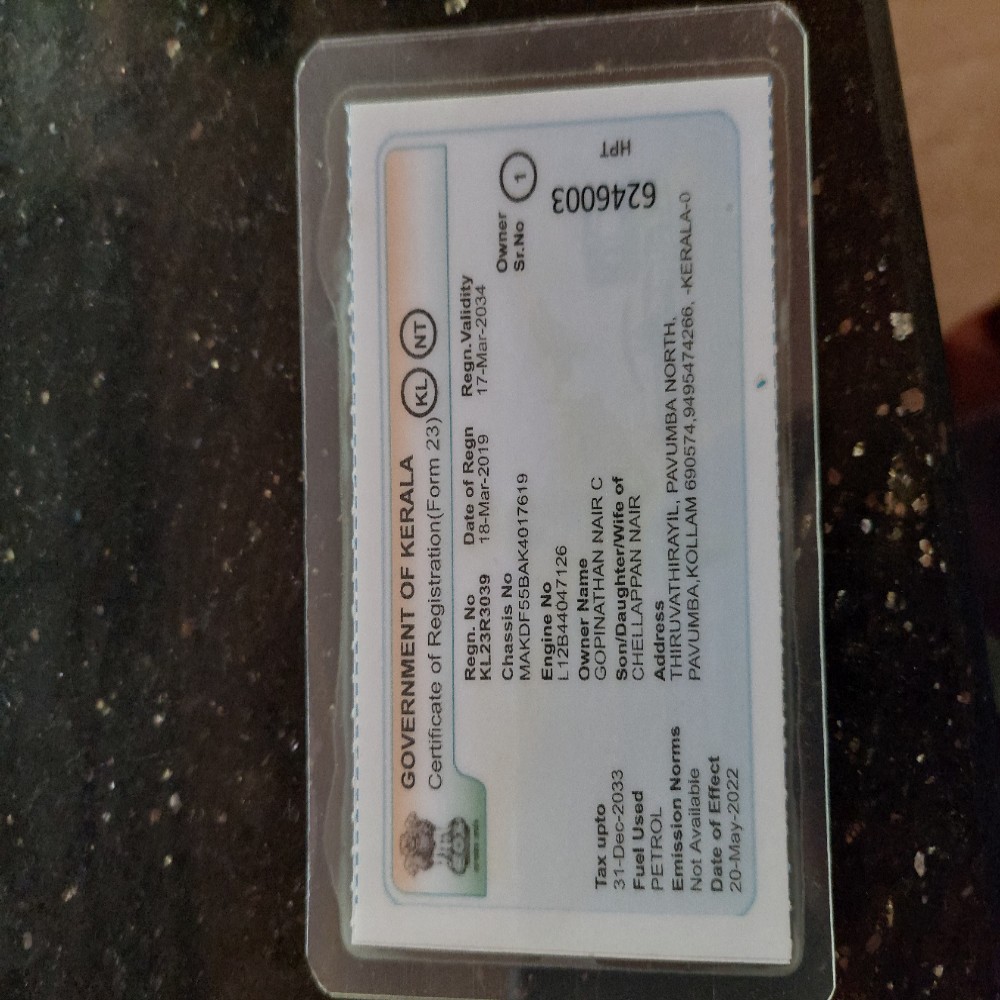 GOVERNMENT OF KERALA
Certificate of Registration(Form 23) KL NT
Regn. No Date of Regn Regn.Validity
KL23R3039 18-Mar-2019 17-Mar-2034
Chassis No Owner
MAKDF55BAK4017619 Sr.No 1
Engine No
L12B44047126
Owner Name
GOPINATHAN NAIR C
Son/Daughter/Wife of
CHELLAPPAN NAIR
Address
THIRUVATHIRAYIL, PAVUMBA NORTH,
PAVUMBA,KOLLAM 690574,9495474266, -KERALA-0
Tax upto
31-Dec-2033
Fuel Used
PETROL
Emission Norms
Not Available
Date of Effect
20-May-2022
6246003
HPT